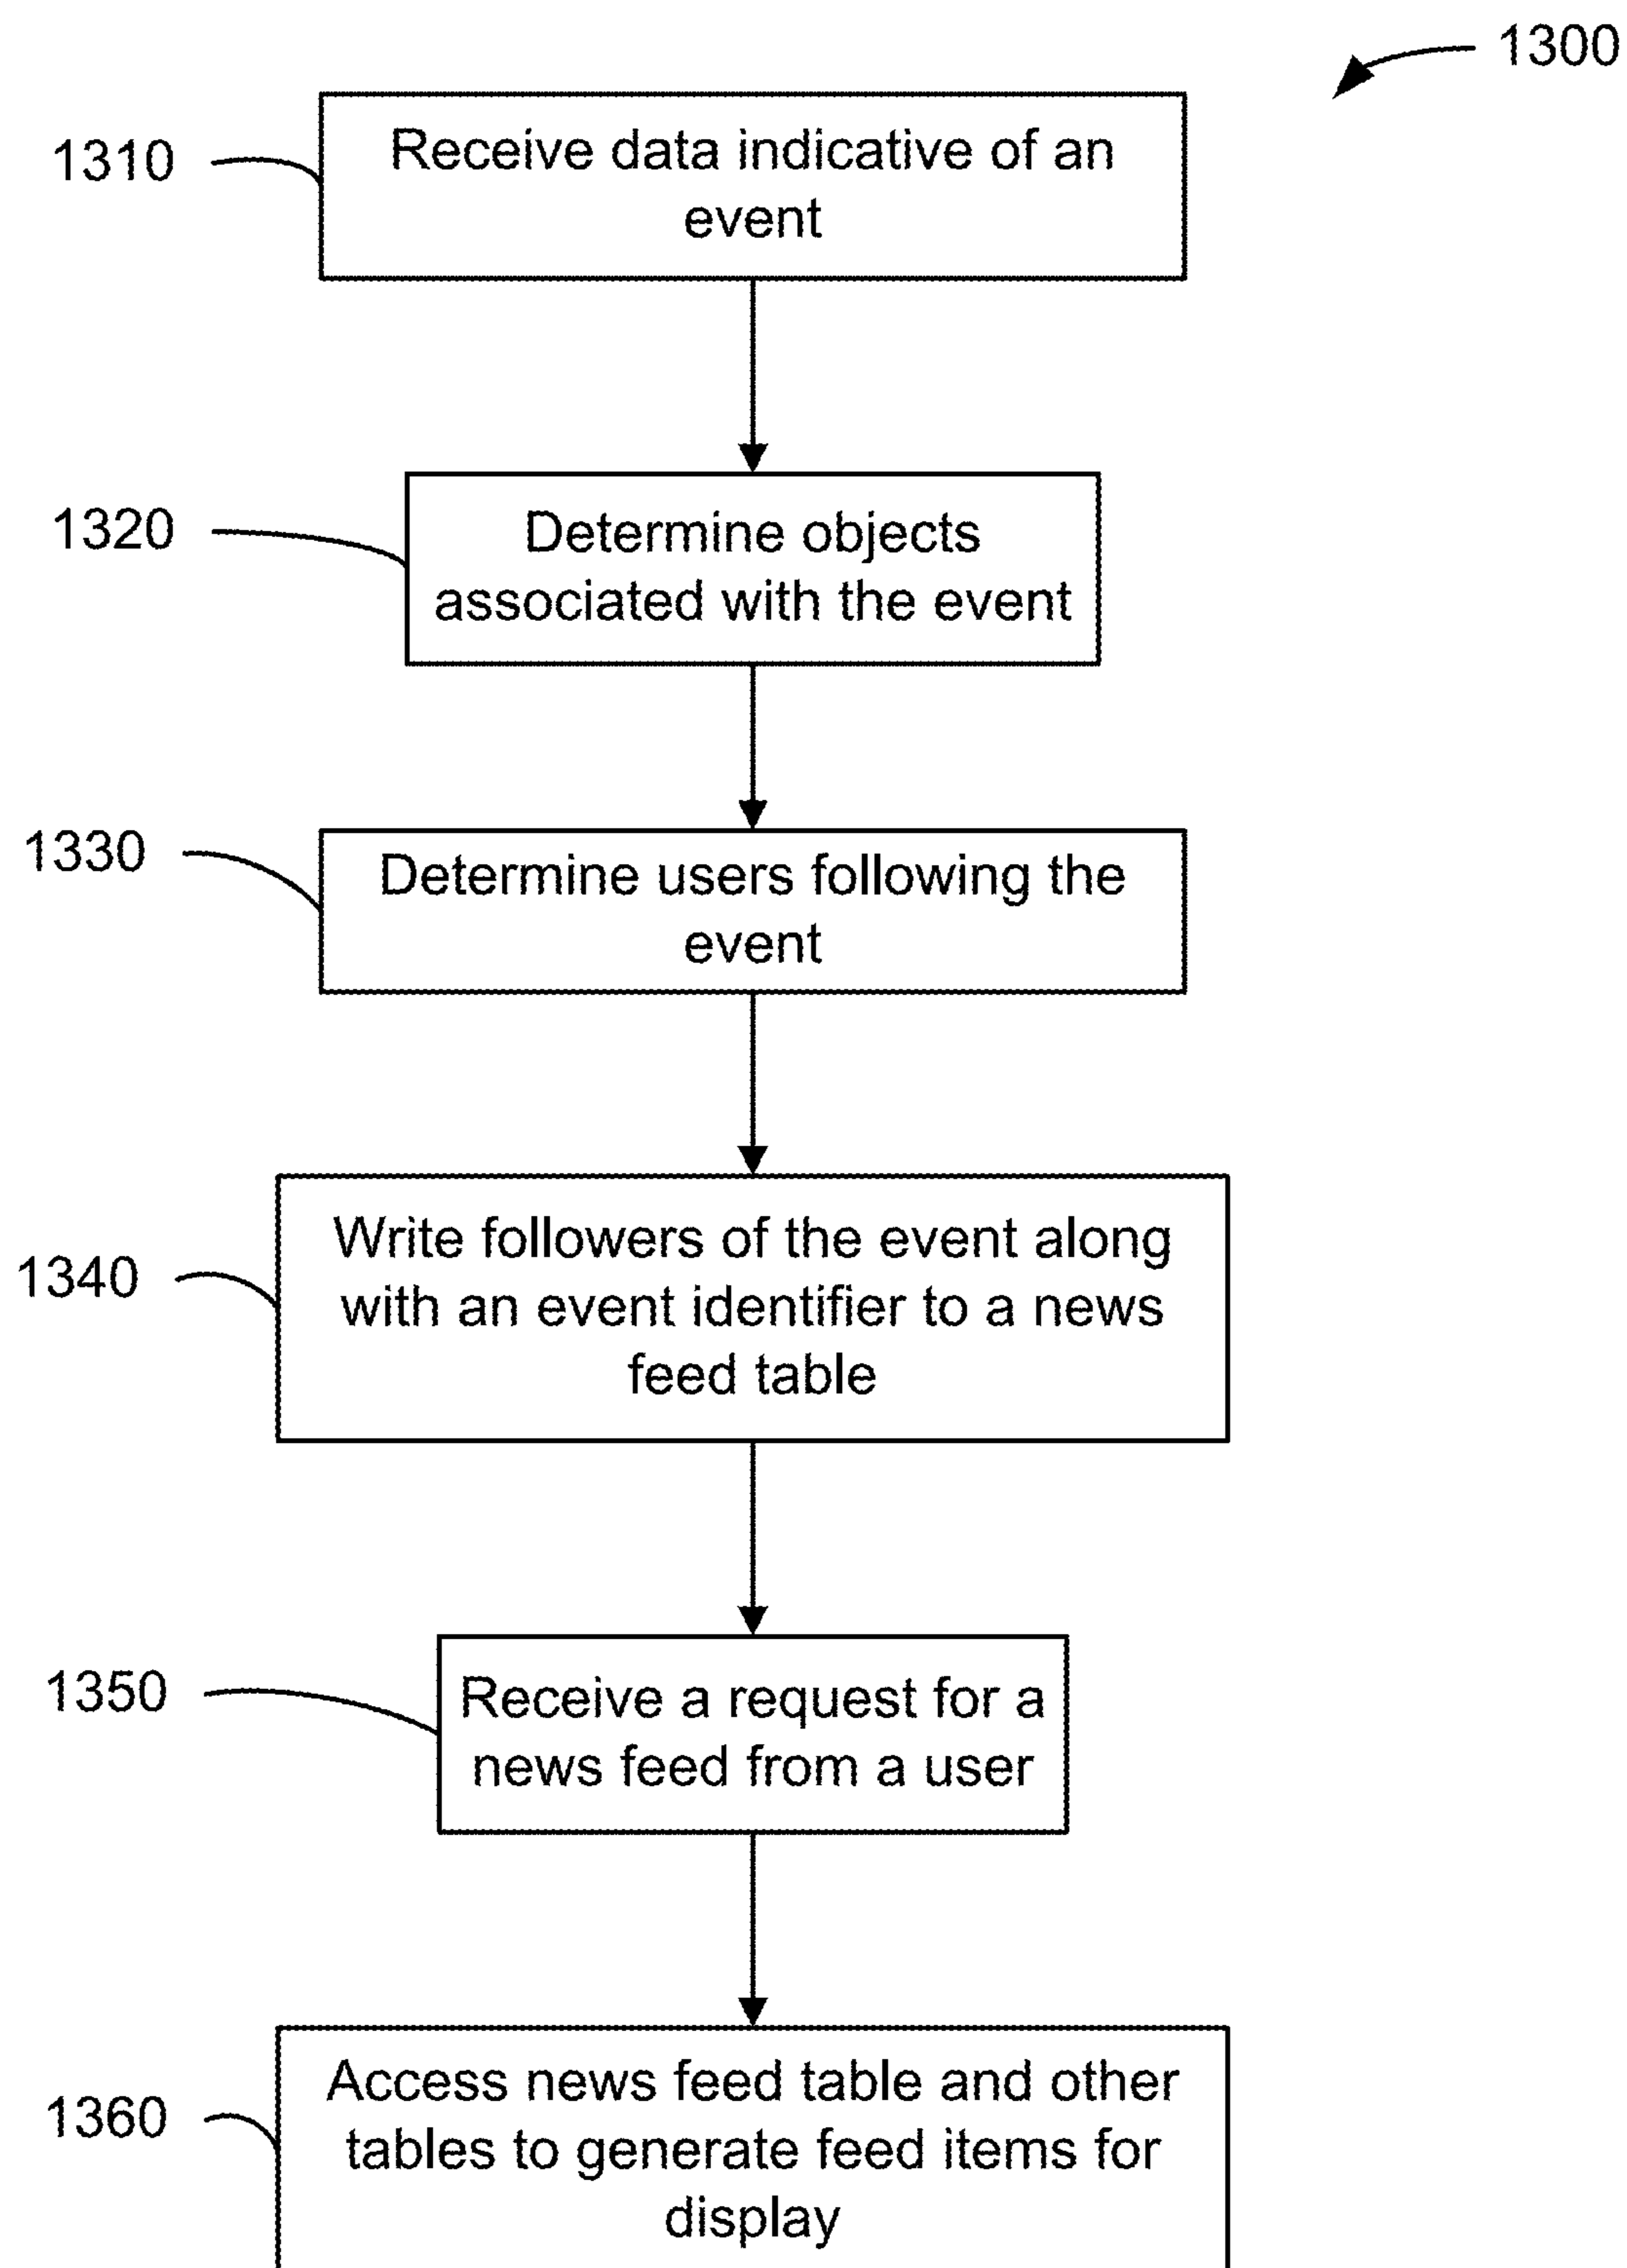 1300
1310
Receive data indicative of an
event
1320
Determine objects
associated with the event
1330
Determine users following the
event
1340
Write followers of the event along
with an event identifier to a news
feed table
1350
Receive a request for a
news feed from a user
1360
Access news feed table and other
tables to generate feed items for
display